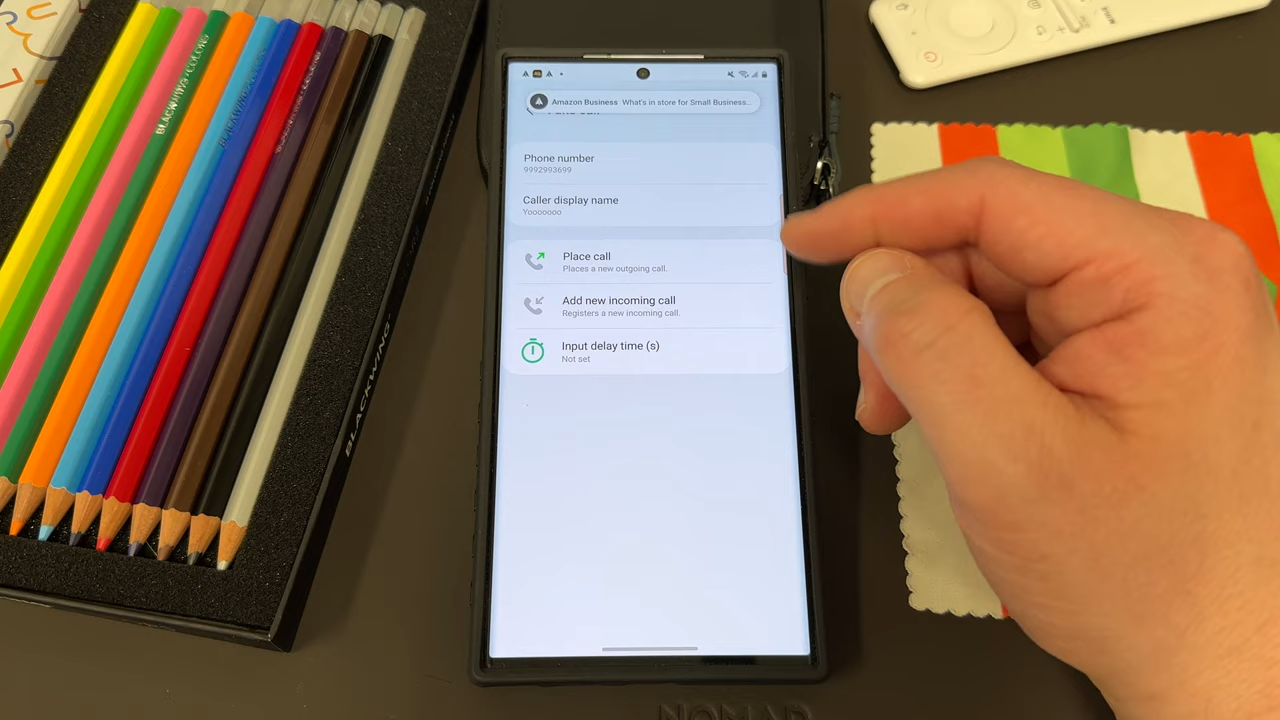 Amazon Business What's in store for Small Business...
Phone number
9992993699
Caller display name
Yooooooo
Place call
Places a new outgoing call.
Add new incoming call
Registers a new incoming call.
Input delay time (s)
Not set
BLACKWING
NOMAD